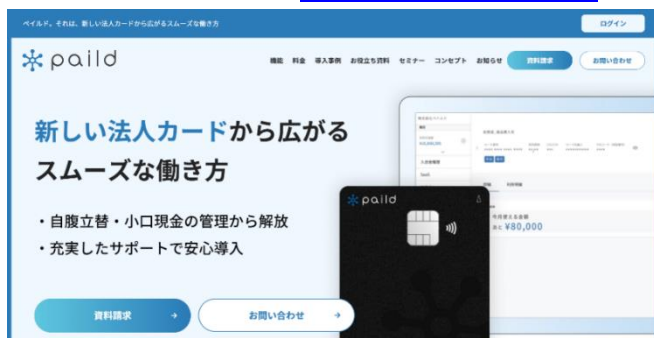 ペイルド。それは、新しい法人カードから広がるスムーズな働き方
ログイン
paild
機能 料金 導入事例 お役立ち資料 セミナー コンセプト お知らせ 資料請求 お問い合わせ
新しい法人カードから広がる
スムーズな働き方
・自腹立替・小口現金の管理から解放
・充実したサポートで安心導入
資料請求 →
お問い合わせ →
paild
今月使える金額
あと ¥80,000